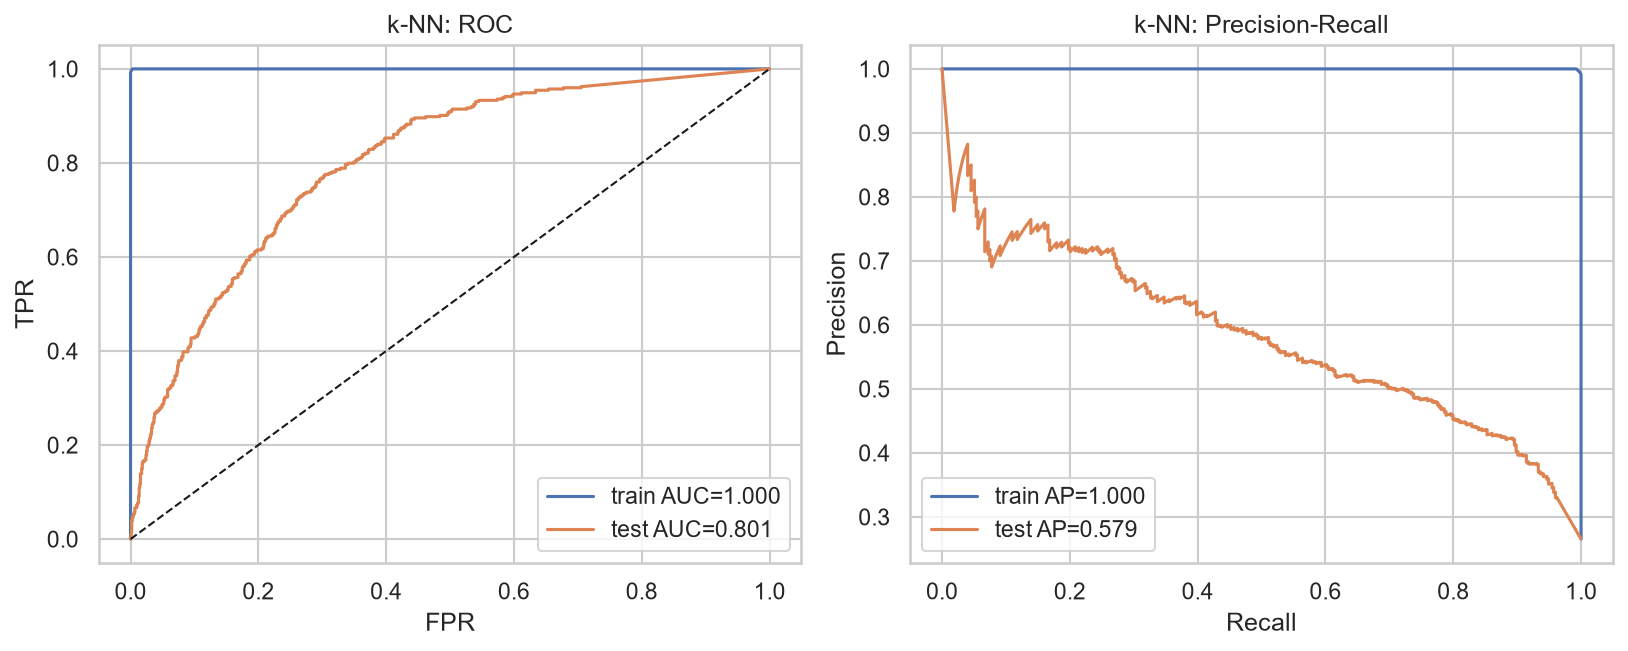 k-NN: ROC
TPR
1.0
0.8
0.6
0.4
0.2
0.0
train AUC=1.000
test AUC=0.801
0.0 0.2 0.4 0.6 0.8 1.0
FPR
k-NN: Precision-Recall
Precision
1.0
0.9
0.8
0.7
0.6
0.5
0.4
0.3
train AP=1.000
test AP=0.579
0.0 0.2 0.4 0.6 0.8 1.0
Recall